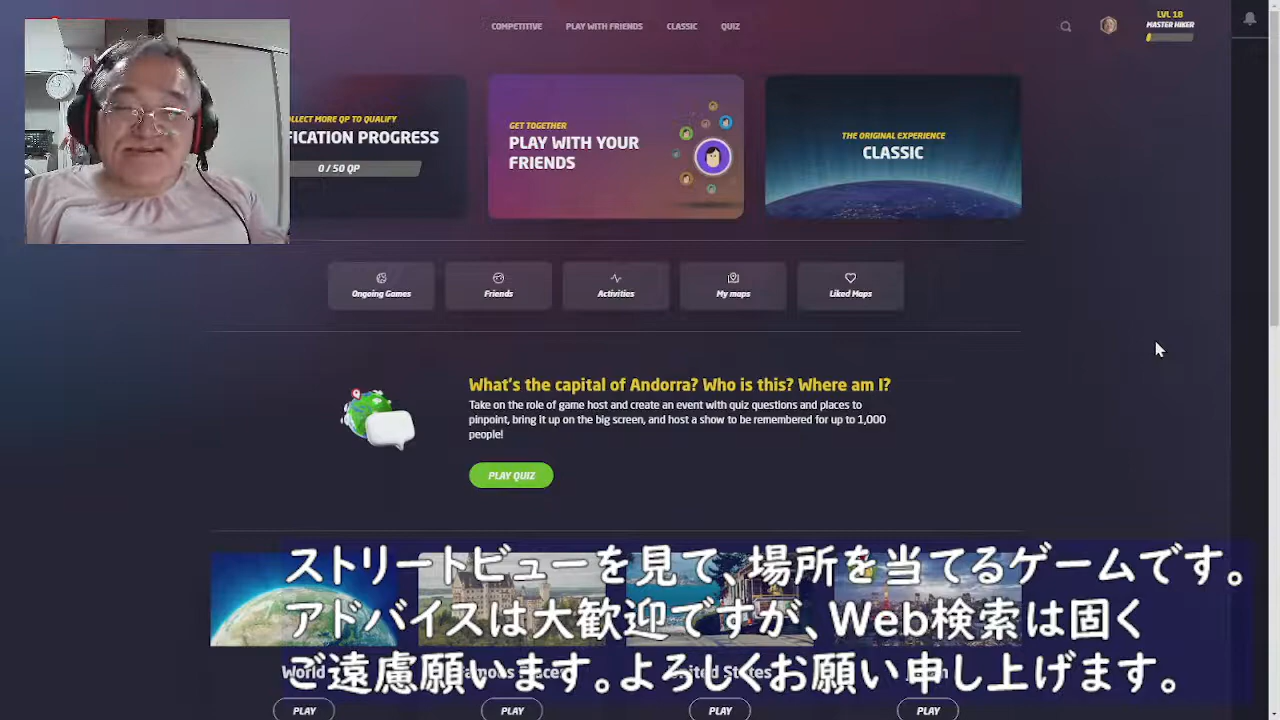 COMPETITIVE
PLAY WITH FRIENDS
CLASSIC
QUIZ
LVL 18
MASTER HIKER
LLECT MORE QP TO QUALIFY
FICATION PROGRESS
0 / 50 QP
GET TOGETHER
PLAY WITH YOUR
FRIENDS
THE ORIGINAL EXPERIENCE
CLASSIC
Ongoing Games
Friends
Activities
My maps
Liked Maps
What's the capital of Andorra? Who is this? Where am I?
Take on the role of game host and create an event with quiz questions and places to
pinpoint, bring it up on the big screen, and host a show to be remembered for up to 1,000
people!
PLAY QUIZ
ストリートビューを見て、場所を当てるゲームです。
アドバイスは大歓迎ですが、Web検索は固く
ご遠慮願います。よろしくお願い申し上げます。
World
PLAY
PLAY
PLAY
PLAY